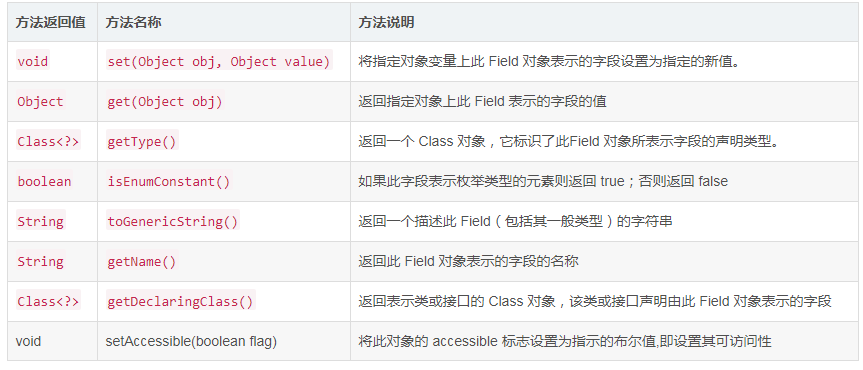 方法返回值 方法名称 方法说明
void set(Object obj, Object value) 将指定对象变量上此 Field 对象表示的字段设置为指定的新值。
Object get(Object obj) 返回指定对象上此 Field 表示的字段的值
Class<?> getType() 返回一个 Class 对象，它标识了此Field 对象所表示字段的声明类型。
boolean isEnumConstant() 如果此字段表示枚举类型的元素则返回 true；否则返回 false
String toGenericString() 返回一个描述此 Field（包括其一般类型）的字符串
String getName() 返回此 Field 对象表示的字段的名称
Class<?> getDeclaringClass() 返回表示类或接口的 Class 对象，该类或接口声明由此 Field 对象表示的字段
void setAccessible(boolean flag) 将此对象的 accessible 标志设置为指示的布尔值,即设置其可访问性